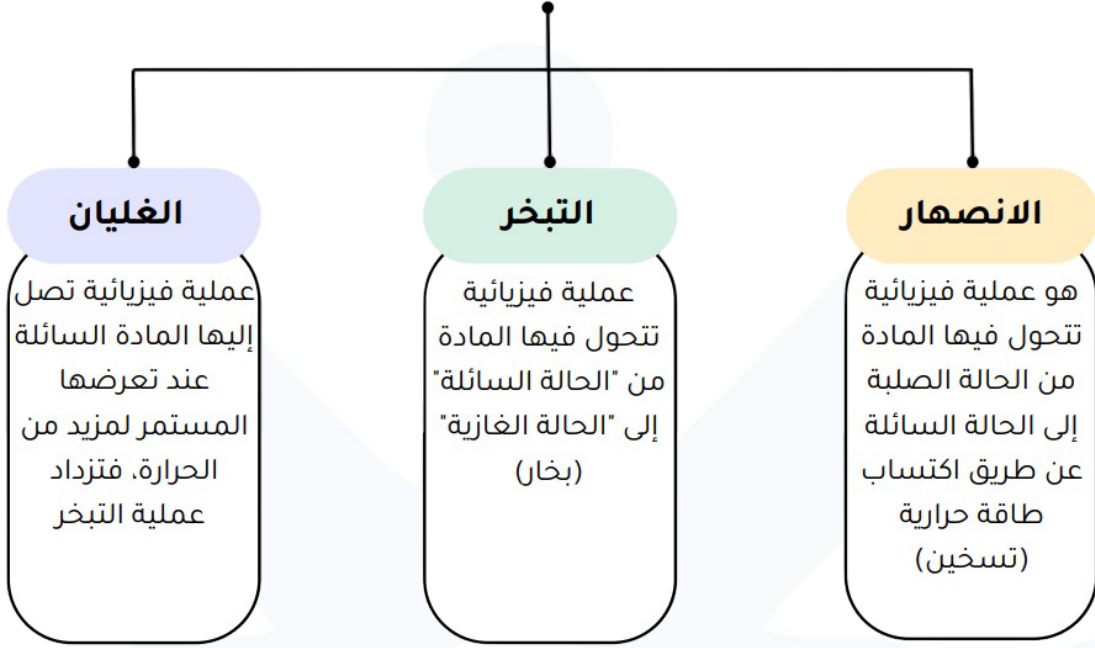 الانصهار
هو عملية فيزيائية
تتحول فيها المادة
من الحالة الصلبة
إلى الحالة السائلة
عن طريق اكتساب
طاقة حرارية
(تسخين)
التبخر
عملية فيزيائية
تتحول فيها المادة
من "الحالة السائلة"
إلى "الحالة الغازية"
(بخار)
الغليان
عملية فيزيائية تصل
إليها المادة السائلة
عند تعرضها
المستمر لمزيد من
الحرارة، فتزداد
عملية التبخر